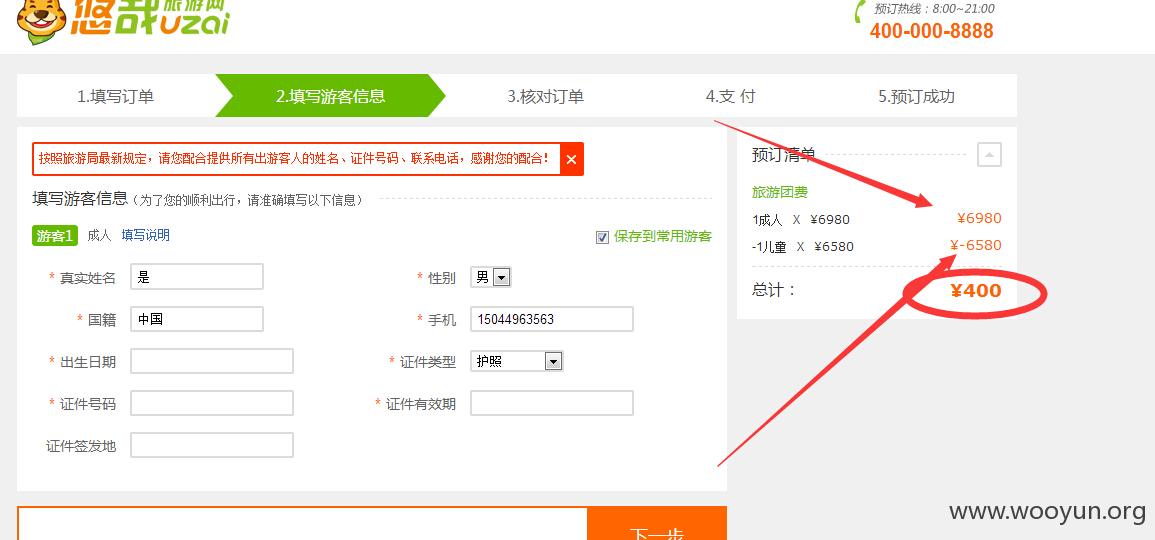 悠哉旅游网
uzai
预订热线：8:00~21:00
400-000-8888
1.填写订单
2.填写游客信息
3.核对订单
4.支 付
5.预订成功
按照旅游局最新规定，请您配合提供所有出游客人的姓名、证件号码、联系电话，感谢您的配合！
填写游客信息（为了您的顺利出行，请准确填写以下信息）
游客1 成人 填写说明
保存到常用游客
* 真实姓名 是
* 性别 男
* 国籍 中国
* 手机 15044963563
* 出生日期
* 证件类型 护照
* 证件号码
* 证件有效期
证件签发地
下一步
预订清单
旅游团费
1成人 X ¥6980 ¥6980
-1儿童 X ¥6580 ¥-6580
总计： ¥400
www.wooyun.org